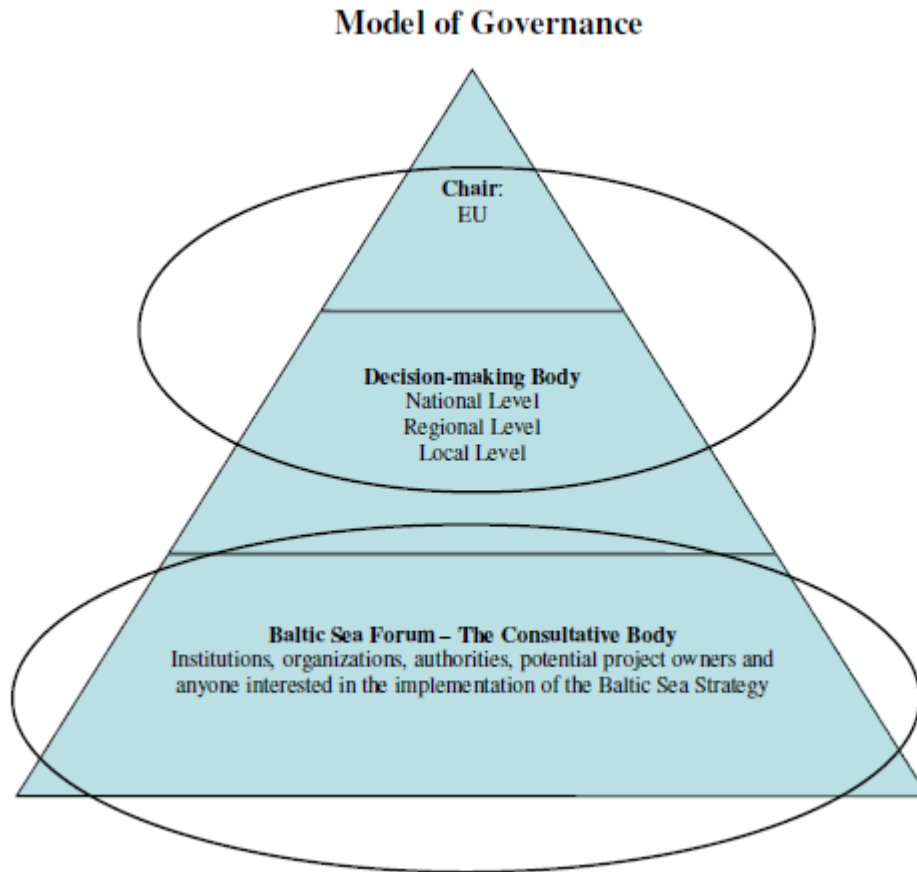 Model of Governance
Chair:
EU
Decision-making Body
National Level
Regional Level
Local Level
Baltic Sea Forum – The Consultative Body
Institutions, organizations, authorities, potential project owners and
anyone interested in the implementation of the Baltic Sea Strategy